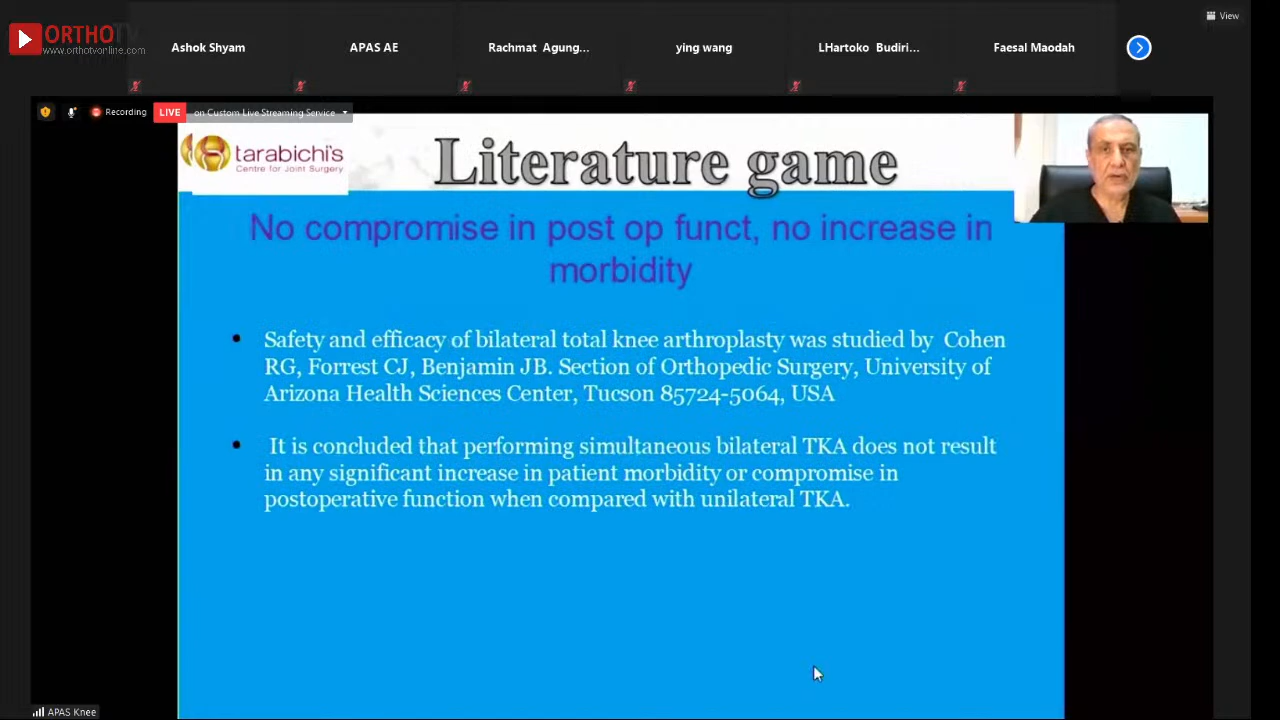 ORTHOTV
www.orthotvonline.com
View
Ashok Shyam
APAS AE
Rachmat Agung...
ying wang
LHartoko Budiri...
Faesal Maodah
Recording
LIVE
on Custom Live Streaming Service
tarabichi's
Centre for Joint Surgery
Literature game
No compromise in post op funct, no increase in
morbidity
• Safety and efficacy of bilateral total knee arthroplasty was studied by Cohen
RG, Forrest CJ, Benjamin JB. Section of Orthopedic Surgery, University of
Arizona Health Sciences Center, Tucson 85724-5064, USA
• It is concluded that performing simultaneous bilateral TKA does not result
in any significant increase in patient morbidity or compromise in
postoperative function when compared with unilateral TKA.
APAS Knee